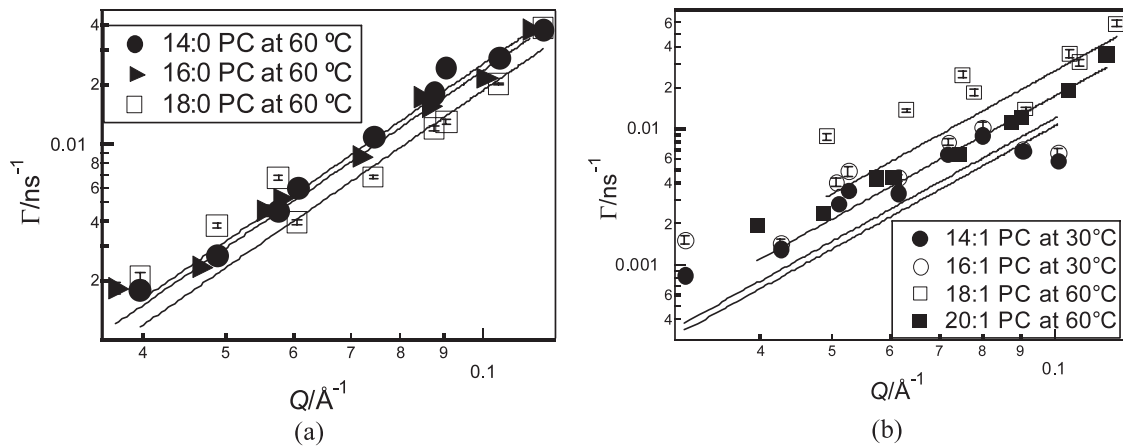 4
14:0 PC at 60 ºC
16:0 PC at 60 ºC
18:0 PC at 60 ºC
2
0.01
8
6
4
2
Γ/ns⁻¹
4 5 6 7 8 9 0.1
Q/Å⁻¹
(a)
6
4
2
0.01
6
4
2
0.001
6
4
Γ/ns⁻¹
14:1 PC at 30°C
16:1 PC at 30°C
18:1 PC at 60°C
20:1 PC at 60°C
4 5 6 7 8 9 0.1
Q/Å⁻¹
(b)